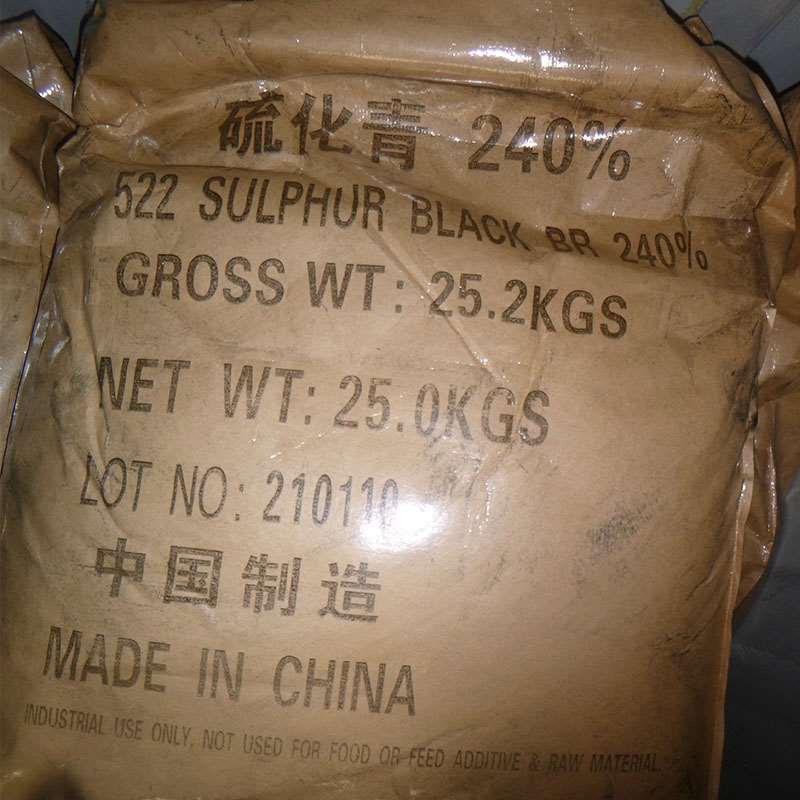 硫化青 240%
522 SULPHUR BLACK BR 240%
GROSS WT: 25.2KGS
NET WT: 25.0KGS
LOT NO: 210110
中国制造
MADE IN CHINA
INDUSTRIAL USE ONLY, NOT USED FOR FOOD OR FEED ADDITIVE & RAW MATERIAL.